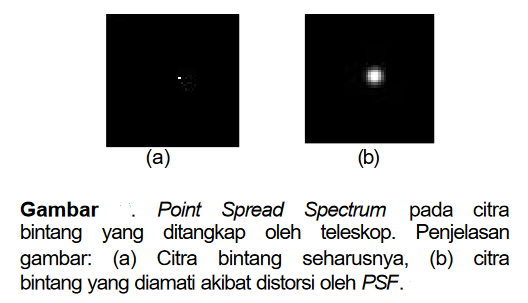 (a) (b)
Gambar . Point Spread Spectrum pada citra
bintang yang ditangkap oleh teleskop. Penjelasan
gambar: (a) Citra bintang seharusnya, (b) citra
bintang yang diamati akibat distorsi oleh PSF.